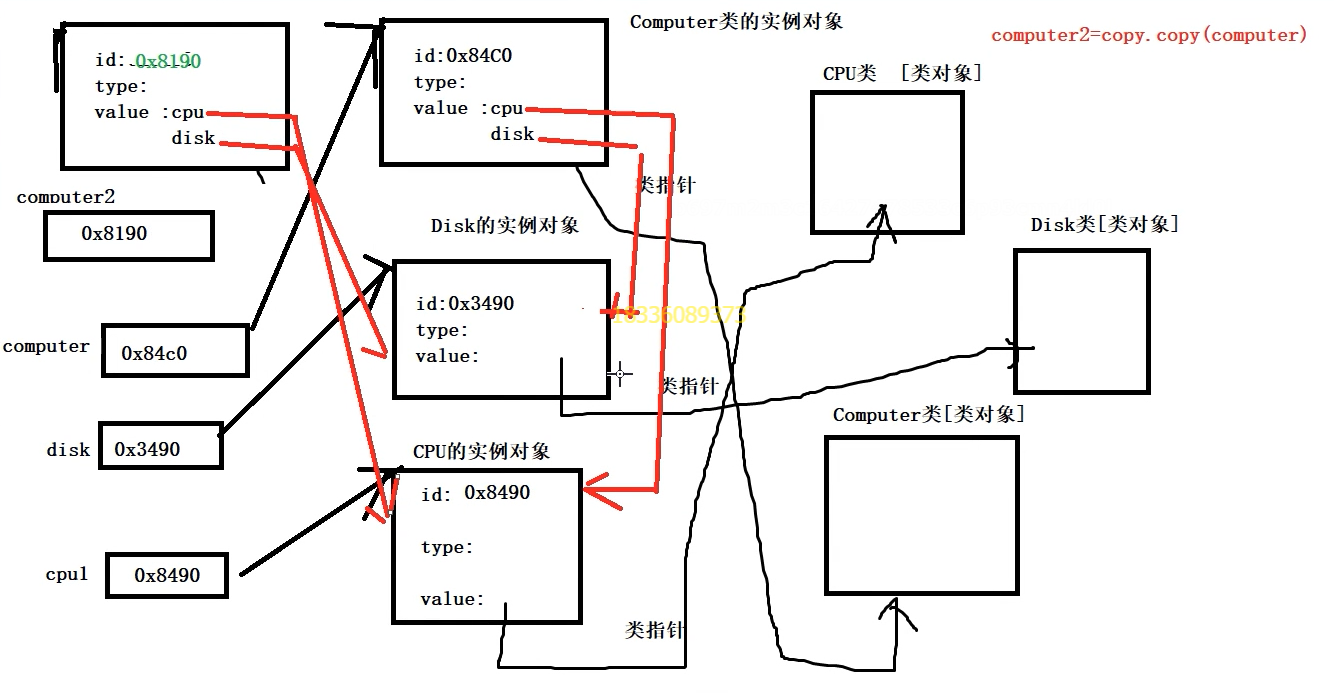 Computer类的实例对象
computer2=copy.copy(computer)
id: 0x8190
type:
value :cpu
disk
id:0x84C0
type:
value :cpu
disk
CPU类 [类对象]
类指针
computer2
0x8190
Disk的实例对象
Disk类[类对象]
id:0x3490
type:
value:
computer
0x84c0
类指针
Computer类[类对象]
disk
0x3490
CPU的实例对象
id: 0x8490
type:
value:
cpu1
0x8490
类指针